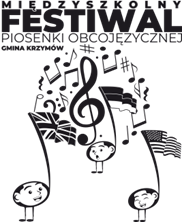 MIĘDZYSZKOLNY
FESTIWAL
PIOSENKI OBCOJĘZYCZNEJ
GMINA KRZYMÓW